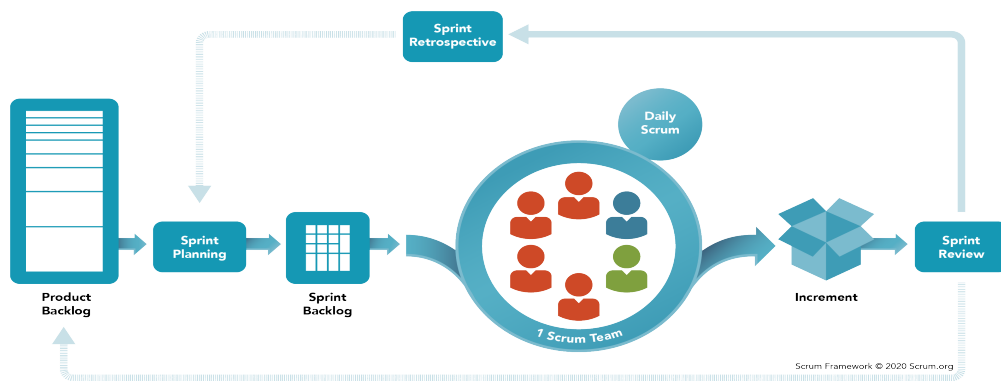 Sprint
Retrospective
Daily
Scrum
Sprint
Planning
Sprint
Review
Product
Backlog
Sprint
Backlog
Increment
1 Scrum Team
Scrum Framework © 2020 Scrum.org